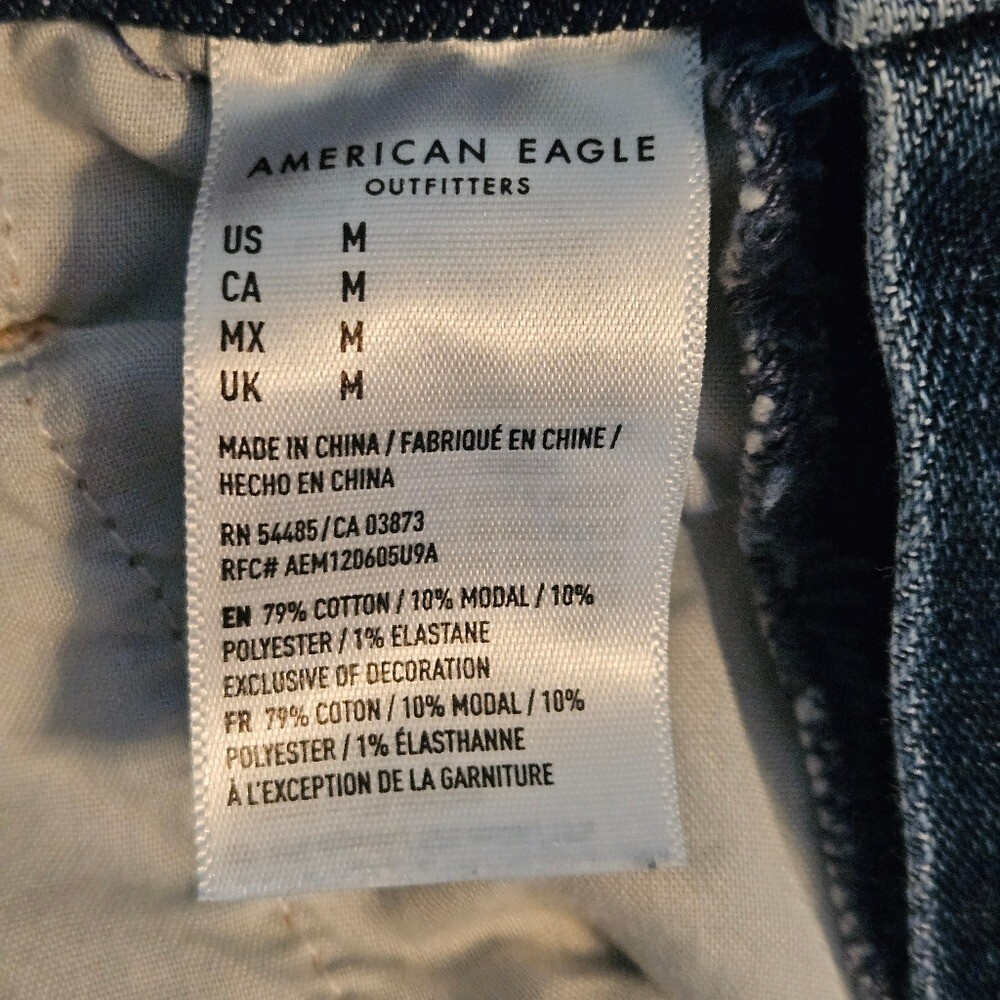 AMERICAN EAGLE
OUTFITTERS
US M
CA M
MX M
UK M
MADE IN CHINA / FABRIQUÉ EN CHINE /
HECHO EN CHINA
RN 54485/CA 03873
RFC# AEM120605U9A
EN 79% COTTON / 10% MODAL / 10%
POLYESTER / 1% ELASTANE
EXCLUSIVE OF DECORATION
FR 79% COTON / 10% MODAL / 10%
POLYESTER / 1% ÉLASTHANNE
À L'EXCEPTION DE LA GARNITURE